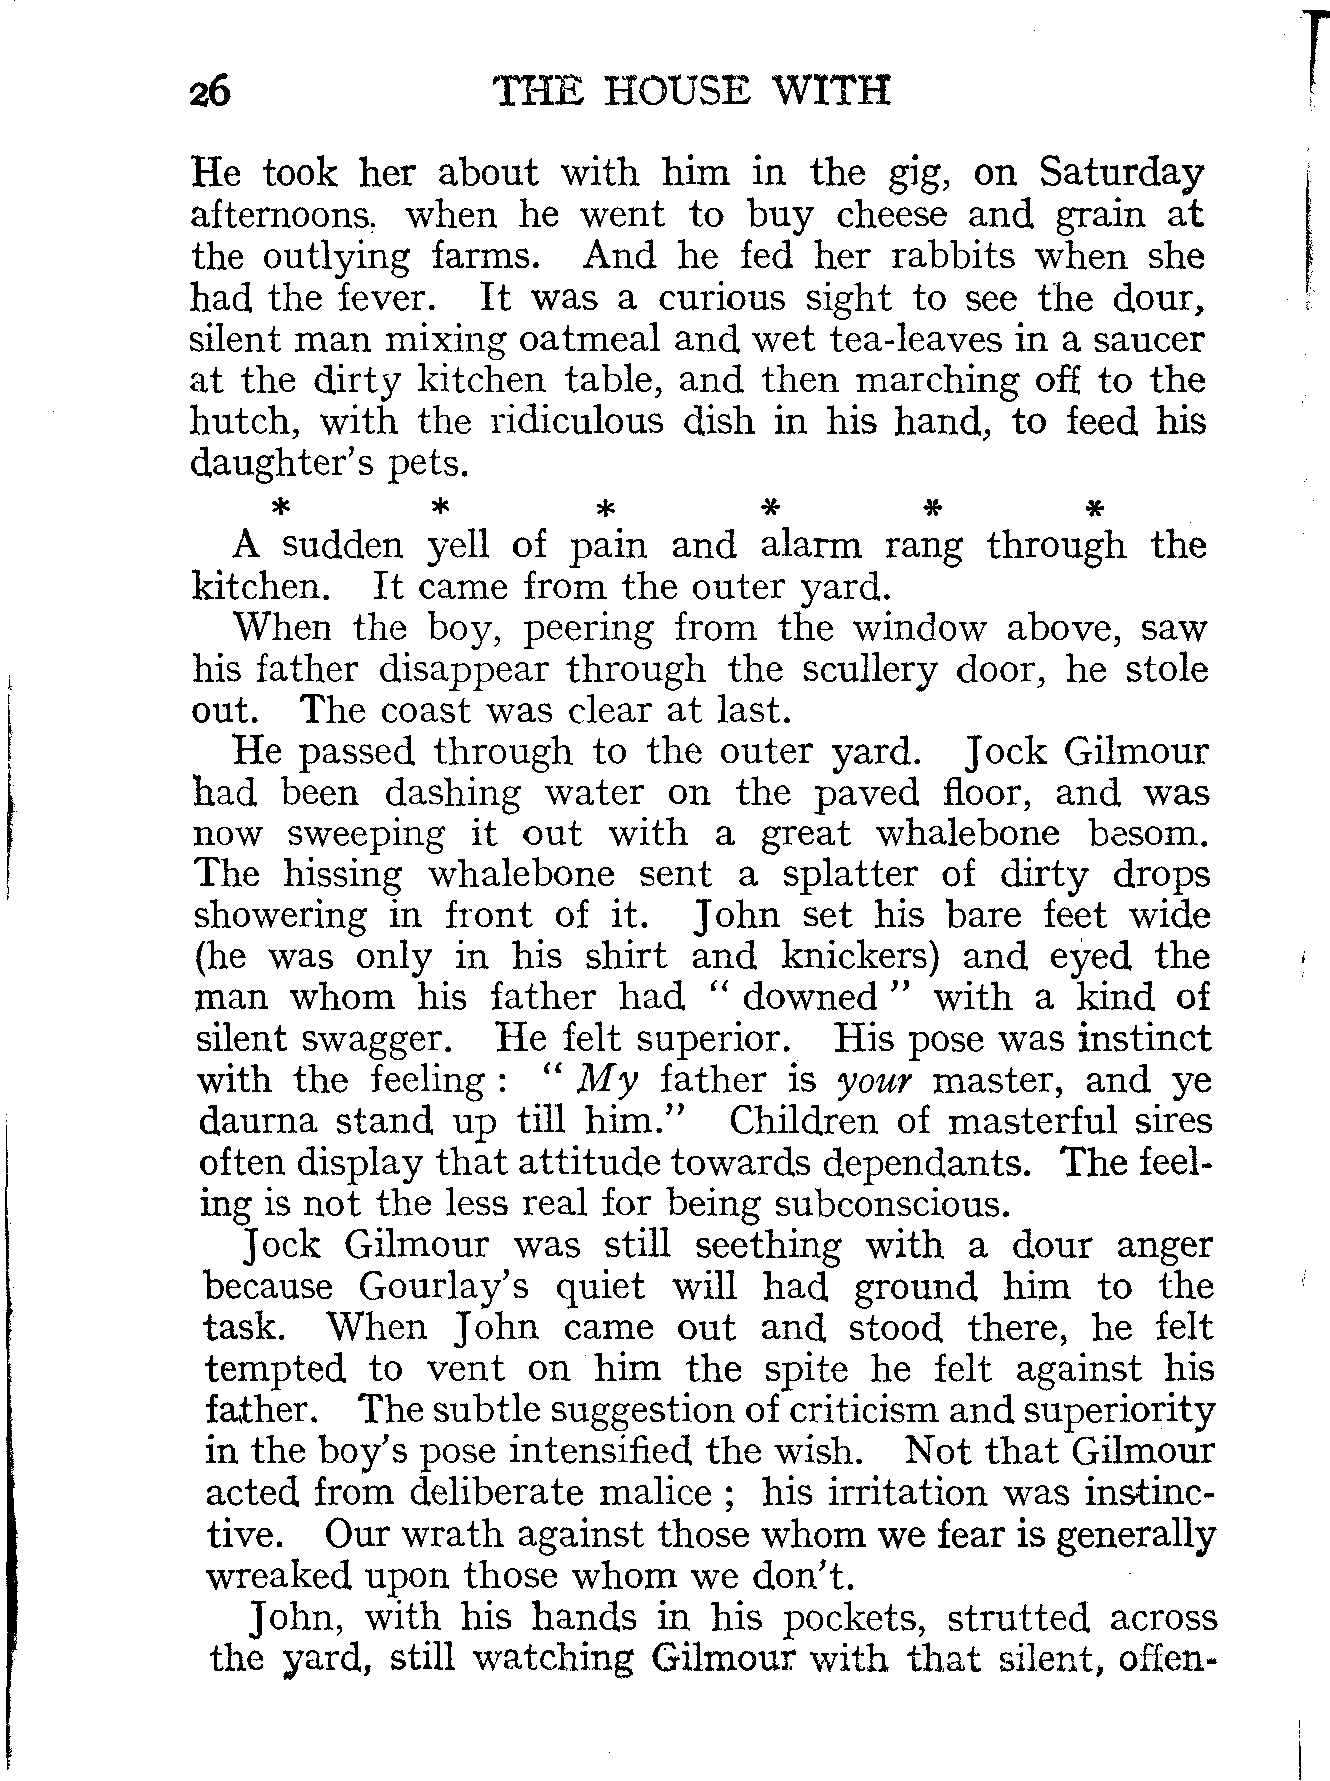 26 THE HOUSE WITH
He took her about with him in the gig, on Saturday
afternoons, when he went to buy cheese and grain at
the outlying farms. And he fed her rabbits when she
had the fever. It was a curious sight to see the dour,
silent man mixing oatmeal and wet tea-leaves in a saucer
at the dirty kitchen table, and then marching off to the
hutch, with the ridiculous dish in his hand, to feed his
daughter's pets.
* * * * * *
A sudden yell of pain and alarm rang through the
kitchen. It came from the outer yard.
When the boy, peering from the window above, saw
his father disappear through the scullery door, he stole
out. The coast was clear at last.
He passed through to the outer yard. Jock Gilmour
had been dashing water on the paved floor, and was
now sweeping it out with a great whalebone besom.
The hissing whalebone sent a splatter of dirty drops
showering in front of it. John set his bare feet wide
(he was only in his shirt and knickers) and eyed the
man whom his father had " downed " with a kind of
silent swagger. He felt superior. His pose was instinct
with the feeling : " My father is your master, and ye
daurna stand up till him." Children of masterful sires
often display that attitude towards dependants. The feel-
ing is not the less real for being subconscious.
Jock Gilmour was still seething with a dour anger
because Gourlay's quiet will had ground him to the
task. When John came out and stood there, he felt
tempted to vent on him the spite he felt against his
father. The subtle suggestion of criticism and superiority
in the boy's pose intensified the wish. Not that Gilmour
acted from deliberate malice ; his irritation was instinc-
tive. Our wrath against those whom we fear is generally
wreaked upon those whom we don't.
John, with his hands in his pockets, strutted across
the yard, still watching Gilmour with that silent, offen-